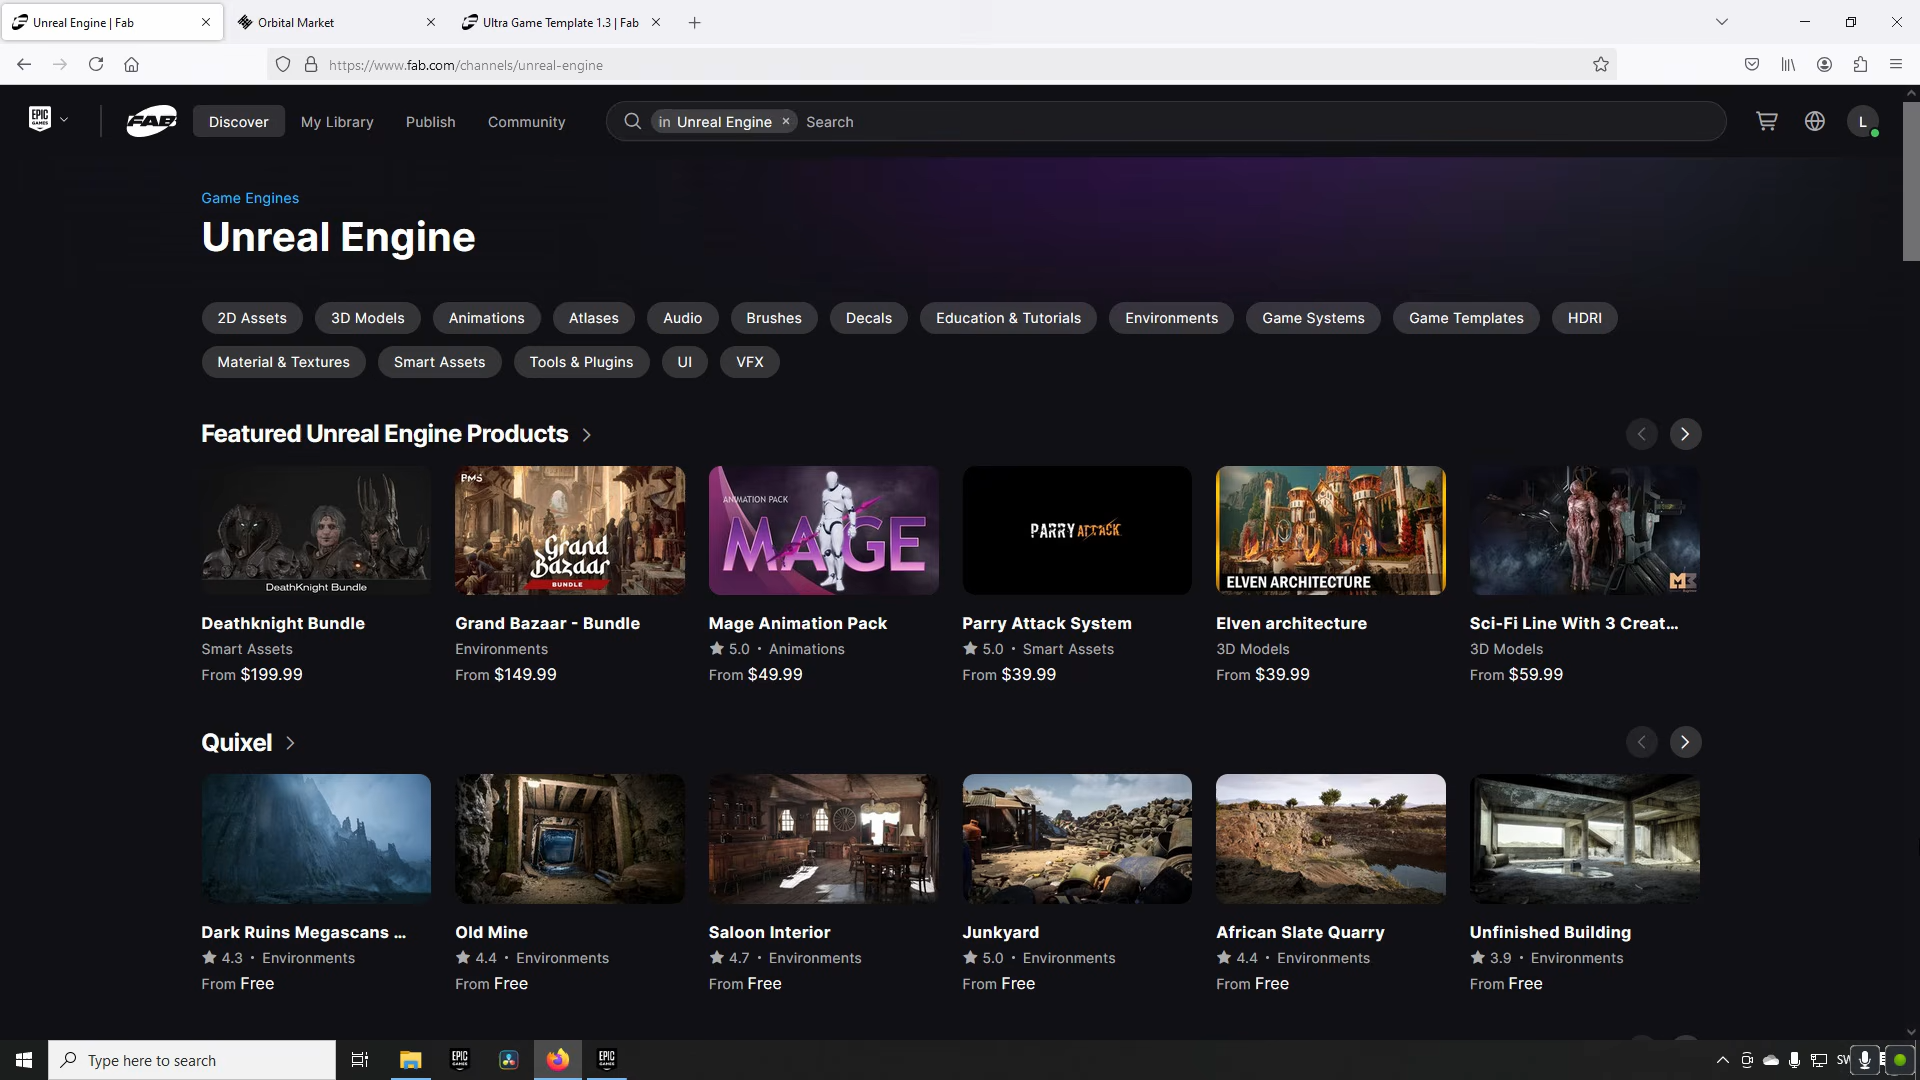 Unreal Engine | Fab
Orbital Market
Ultra Game Template 1.3 | Fab
https://www.fab.com/channels/unreal-engine
EPIC GAMES
FAB
Discover
My Library
Publish
Community
in Unreal Engine
Search
L
Game Engines
Unreal Engine
2D Assets
3D Models
Animations
Atlases
Audio
Brushes
Decals
Education & Tutorials
Environments
Game Systems
Game Templates
HDRI
Material & Textures
Smart Assets
Tools & Plugins
UI
VFX
Featured Unreal Engine Products
DeathKnight Bundle
PMS
Grand
Bazaar
BUNDLE
ANIMATION PACK
MAGE
PARRY ATTACK
ELVEN ARCHITECTURE
Deathknight Bundle
Smart Assets
From $199.99
Grand Bazaar - Bundle
Environments
From $149.99
Mage Animation Pack
5.0 • Animations
From $49.99
Parry Attack System
5.0 • Smart Assets
From $39.99
Elven architecture
3D Models
From $39.99
Sci-Fi Line With 3 Creat...
3D Models
From $59.99
Quixel
Dark Ruins Megascans ...
4.3 • Environments
From Free
Old Mine
4.4 • Environments
From Free
Saloon Interior
4.7 • Environments
From Free
Junkyard
5.0 • Environments
From Free
African Slate Quarry
4.4 • Environments
From Free
Unfinished Building
3.9 • Environments
From Free
Type here to search
EPIC GAMES
EPIC GAMES